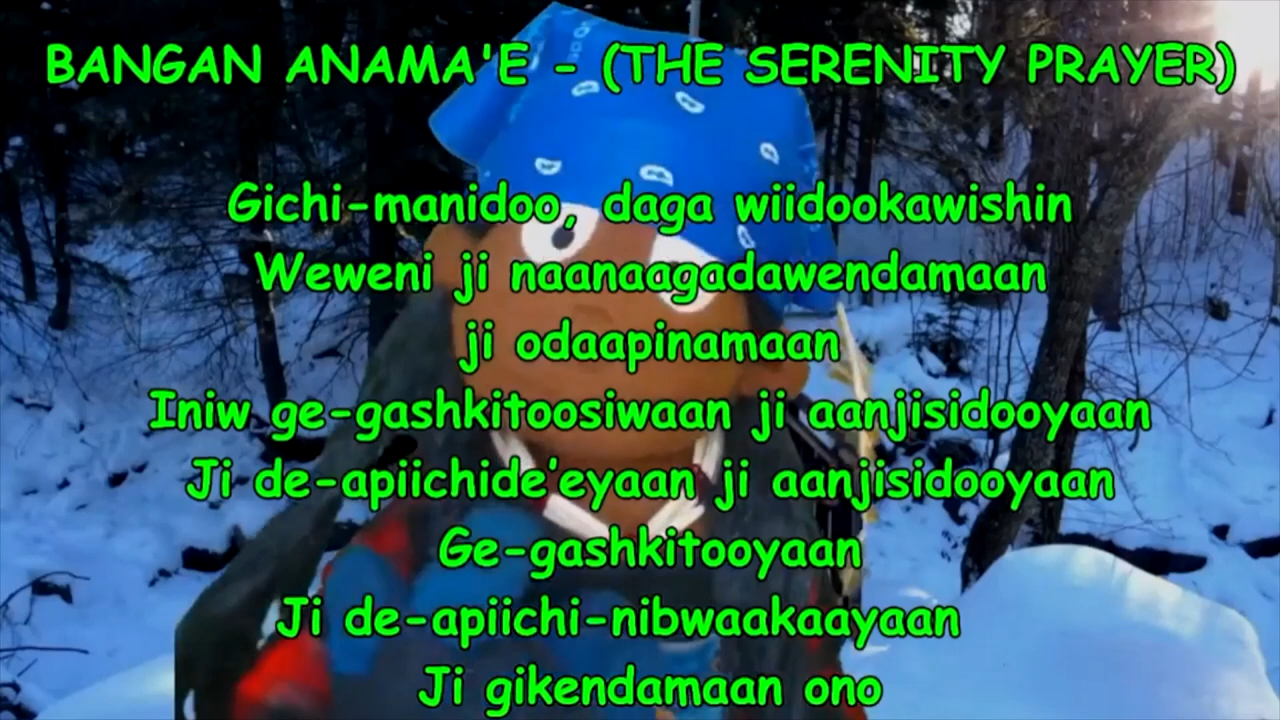 BANGAN ANAMA'E - (THE SERENITY PRAYER)
Gichi-manidoo, daga wiidookawishin
Weweni ji naanaagadawendamaan
ji odaapinamaan
Iniw ge-gashkitoosiwaan ji aanjisidooyaan
Ji de-apiichide’eyaan ji aanjisidooyaan
Ge-gashkitooyaan
Ji de-apiichi-nibwaakaayaan
Ji gikendamaan ono